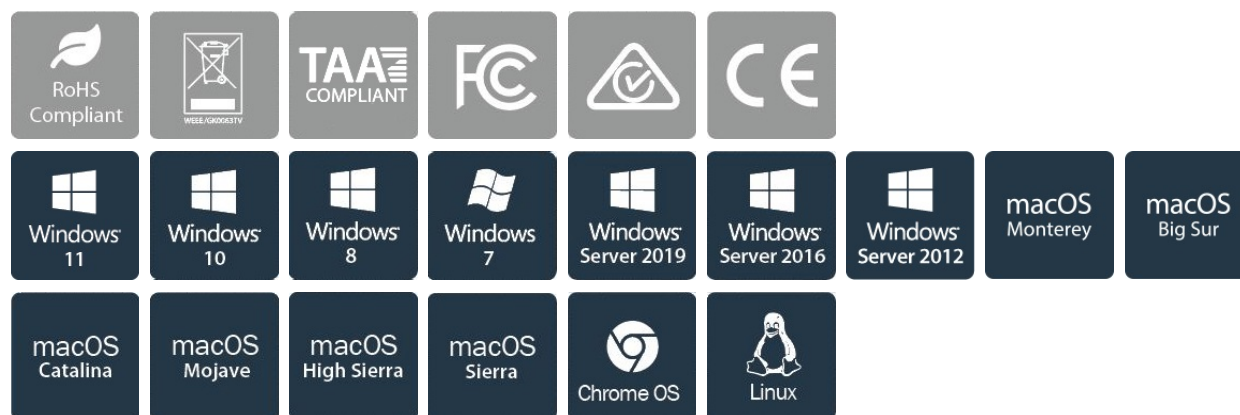 RoHS
Compliant
WEEE/GK0063TV
TAA
COMPLIANT
FC
CE
Windows
11
Windows
10
Windows
8
Windows
7
Windows
Server 2019
Windows
Server 2016
Windows
Server 2012
macOS
Monterey
macOS
Big Sur
macOS
Catalina
macOS
Mojave
macOS
High Sierra
macOS
Sierra
Chrome OS
Linux